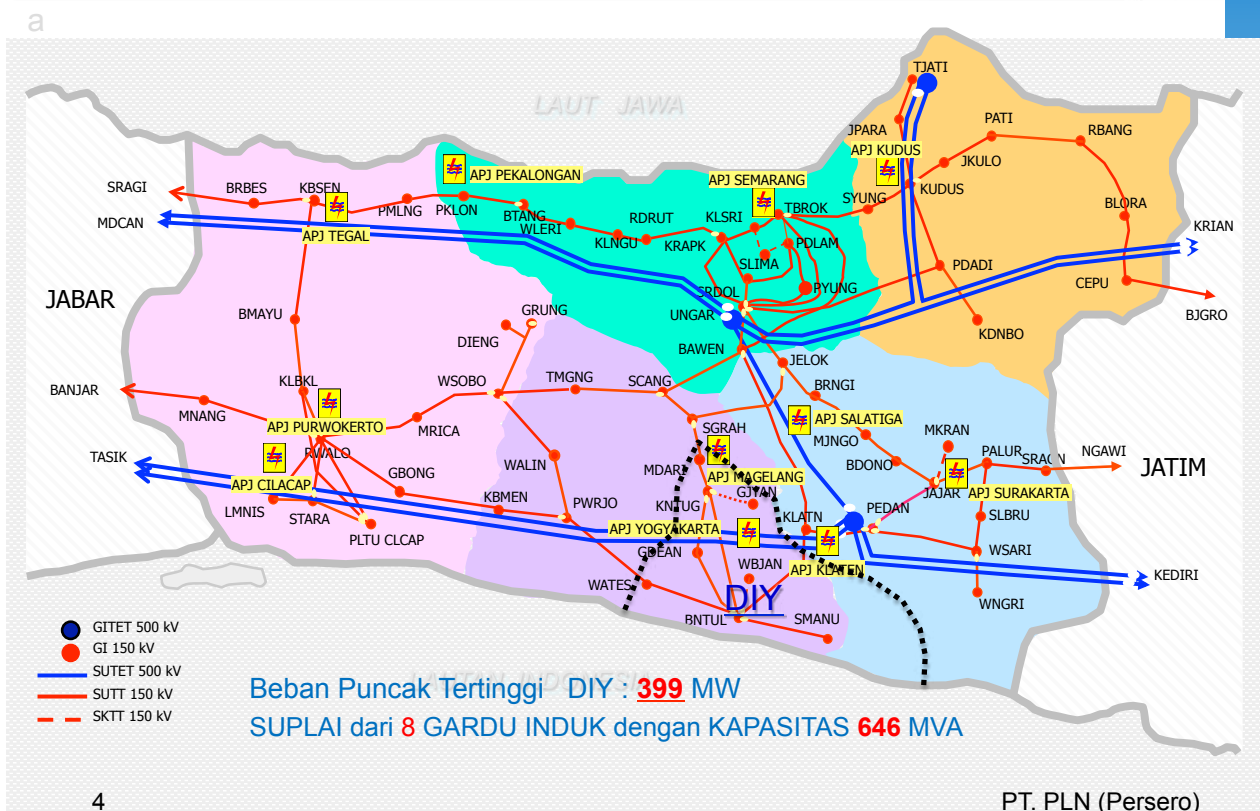 a
LAUT JAWA
TJATI
PATI
JPARA
RBANG
APJ KUDUS
JKULO
KUDUS
APJ PEKALONGAN
APJ SEMARANG
SRAGI
BRBES
KBSEN
PMLNG
PKLON
BTANG
WLERI
KLNGU
RDRUT
KRAPK
KLSRI
TBROK
SYUNG
BLORA
KRIAN
MDCAN
APJ TEGAL
PDLAM
SLIMA
PYUNG
PDADI
CEPU
BJGRO
JABAR
SRDOL
UNGAR
KDNBO
BMAYU
GRUNG
DIENG
BAWEN
JELOK
BANJAR
KLBKL
WSOBO
TMGNG
SCANG
BRNGI
MNANG
APJ PURWOKERTO
MRICA
SGRAH
APJ SALATIGA
MJNGO
MKRAN
TASIK
RWALO
WALIN
MDARI
APJ MAGELANG
BDONO
PALUR
SRAGN
NGAWI
JATIM
APJ CILACAP
GBONG
KBMEN
PWRJO
KNTUG
GJYAN
JAJAR
APJ SURAKARTA
LMNIS
STARA
PLTU CLCAP
APJ YOGYAKARTA
KLATN
PEDAN
SLBRU
GDEAN
WBJAN
APJ KLATEN
WSARI
KEDIRI
WATES
DIY
WNGRI
BNTUL
SMANU
GITET 500 kV
GI 150 kV
SUTET 500 kV
SUTT 150 kV
SKTT 150 kV
LAUTAN INDONESIA
Beban Puncak Tertinggi DIY : 399 MW
SUPLAI dari 8 GARDU INDUK dengan KAPASITAS 646 MVA
4
PT. PLN (Persero)